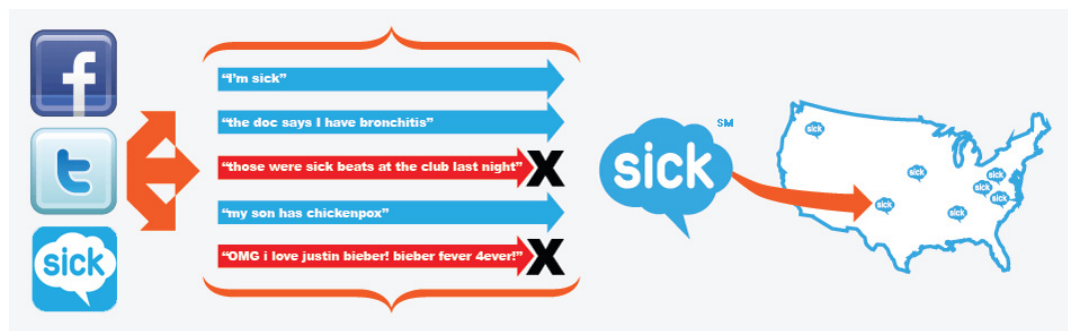 f
t
sick
"I'm sick"
"the doc says I have bronchitis"
"those were sick beats at the club last night"
X
"my son has chickenpox"
"OMG i love justin bieber! bieber fever 4ever!"
X
sick
SM
sick
sick
sick
sick
sick
sick
sick